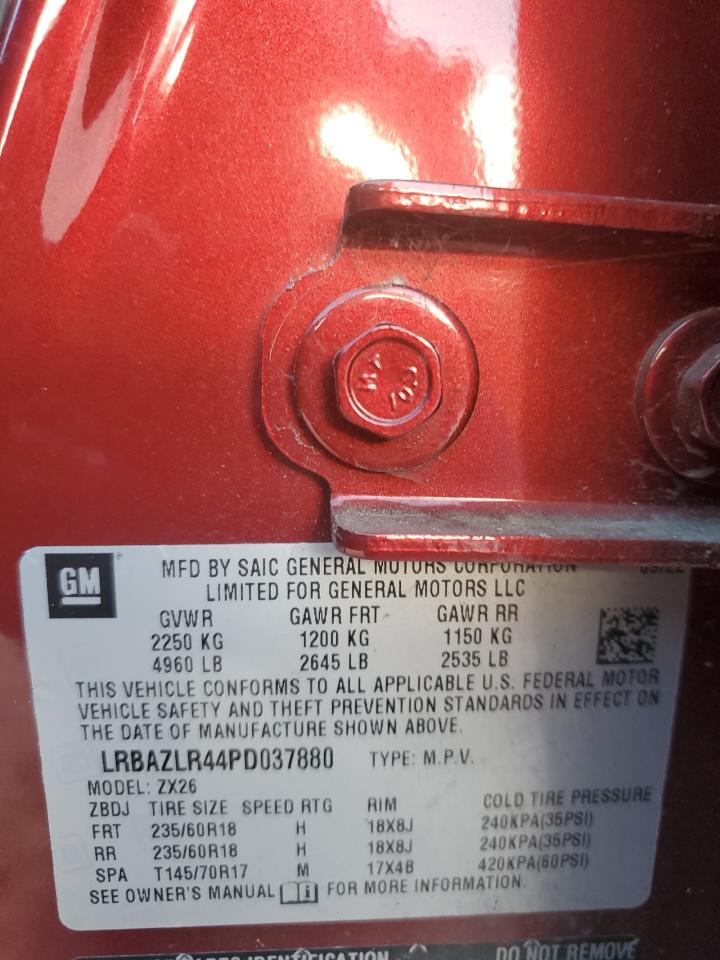 GM
MFD BY SAIC GENERAL MOTORS CORPORATION
LIMITED FOR GENERAL MOTORS LLC
GVWR GAWR FRT GAWR RR
2250 KG 1200 KG 1150 KG
4960 LB 2645 LB 2535 LB
THIS VEHICLE CONFORMS TO ALL APPLICABLE U.S. FEDERAL MOTOR
VEHICLE SAFETY AND THEFT PREVENTION STANDARDS IN EFFECT ON
THE DATE OF MANUFACTURE SHOWN ABOVE.
LRBAZLR44PD037880 TYPE: M.P.V.
MODEL: ZX26
ZBDJ TIRE SIZE SPEED RTG RIM COLD TIRE PRESSURE
FRT 235/60R18 H 18X8J 240KPA(35PSI)
RR 235/60R18 H 18X8J 240KPA(35PSI)
SPA T145/70R17 M 17X4B 420KPA(60PSI)
SEE OWNER'S MANUAL FOR MORE INFORMATION.
PARTS IDENTIFICATION DO NOT REMOVE